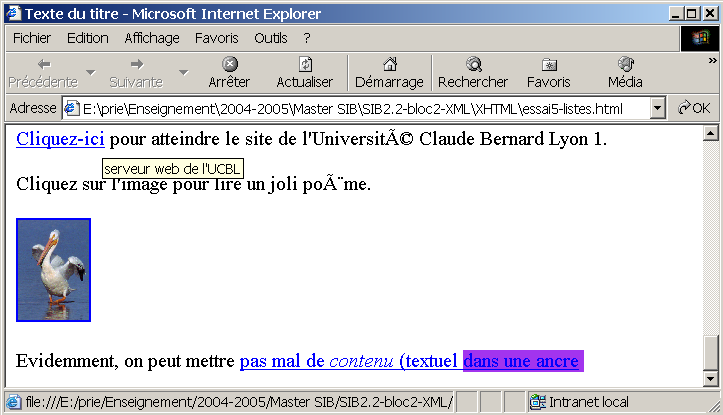 Texte du titre - Microsoft Internet Explorer
Fichier Edition Affichage Favoris Outils ?
Précédente Suivante Arrêter Actualiser Démarrage Rechercher Favoris Média »
Adresse E:\prie\Enseignement\2004-2005\Master SIB\SIB2.2-bloc2-XML\XHTML\essai5-listes.html OK
Cliquez-ici pour atteindre le site de l'UniversitÃ© Claude Bernard Lyon 1.
serveur web de l'UCBL
Cliquez sur l'image pour lire un joli poÃ¨me.
Evidemment, on peut mettre pas mal de contenu (textuel dans une ancre
file:///E:/prie/Enseignement/2004-2005/Master SIB/SIB2.2-bloc2-XML/ Intranet local